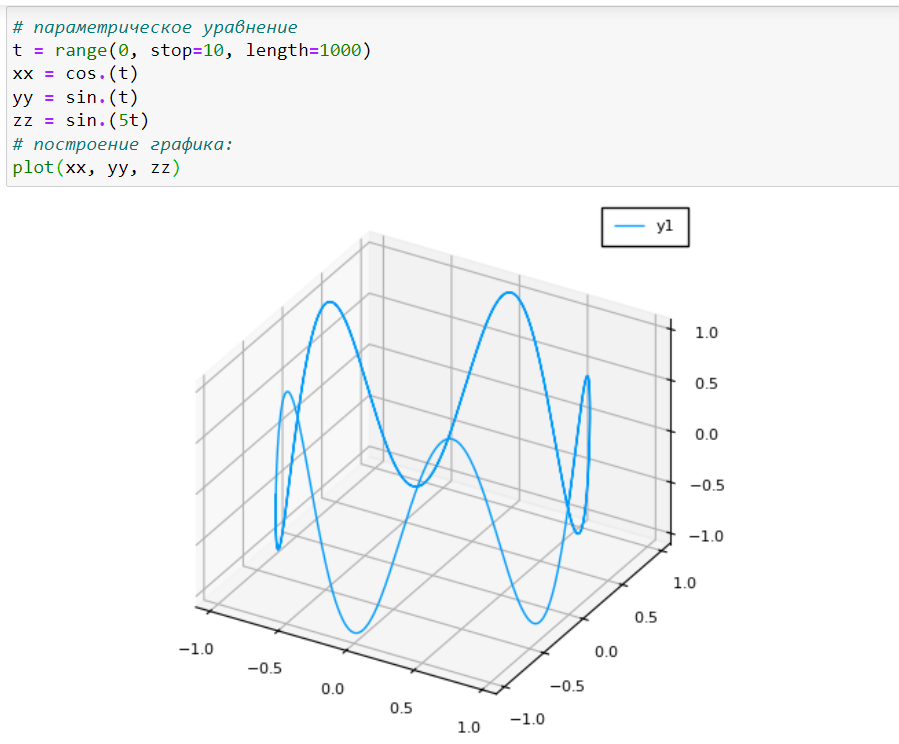 # параметрическое уравнение
t = range(0, stop=10, length=1000)
xx = cos.(t)
yy = sin.(t)
zz = sin.(5t)
# построение графика:
plot(xx, yy, zz)
y1
1.0
0.5
0.0
−0.5
−1.0
1.0
0.5
0.0
−0.5
−1.0
−1.0
−0.5
0.0
0.5
1.0